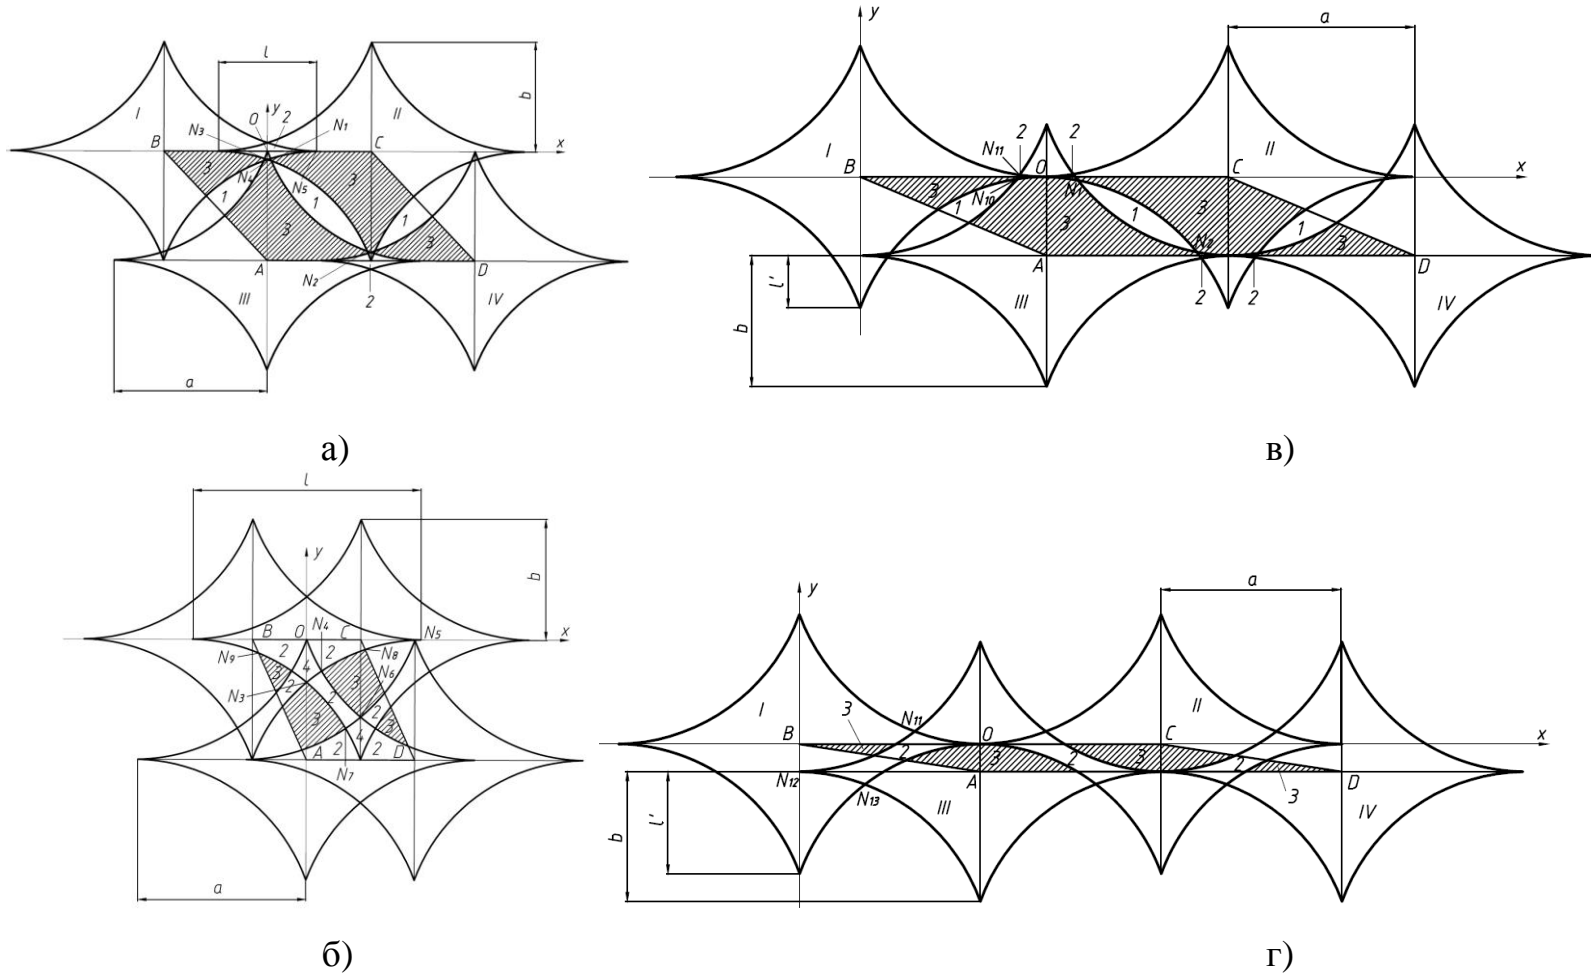 l
b
I
y
O
2
II
N₃
N₁
B
C
x
3
N₄
N₅
3
1
1
1
3
3
A
N₂
D
III
2
IV
a
а)
y
a
N₁₁
2
2
I
II
B
O
C
x
3
N₁₀
N₁
1
3
3
1
1
3
N₂
A
D
l'
2
2
III
IV
b
в)
l
b
y
B
O
N₄
C
N₅
x
N₉
2
2
N₈
3
4
N₆
N₃
2
3
2
3
2
3
A
2
4
2
D
N₇
a
б)
y
a
I
3
N₁₁
II
B
O
C
x
2
3
2
3
2
N₁₂
A
3
D
N₁₃
III
IV
b
l'
г)